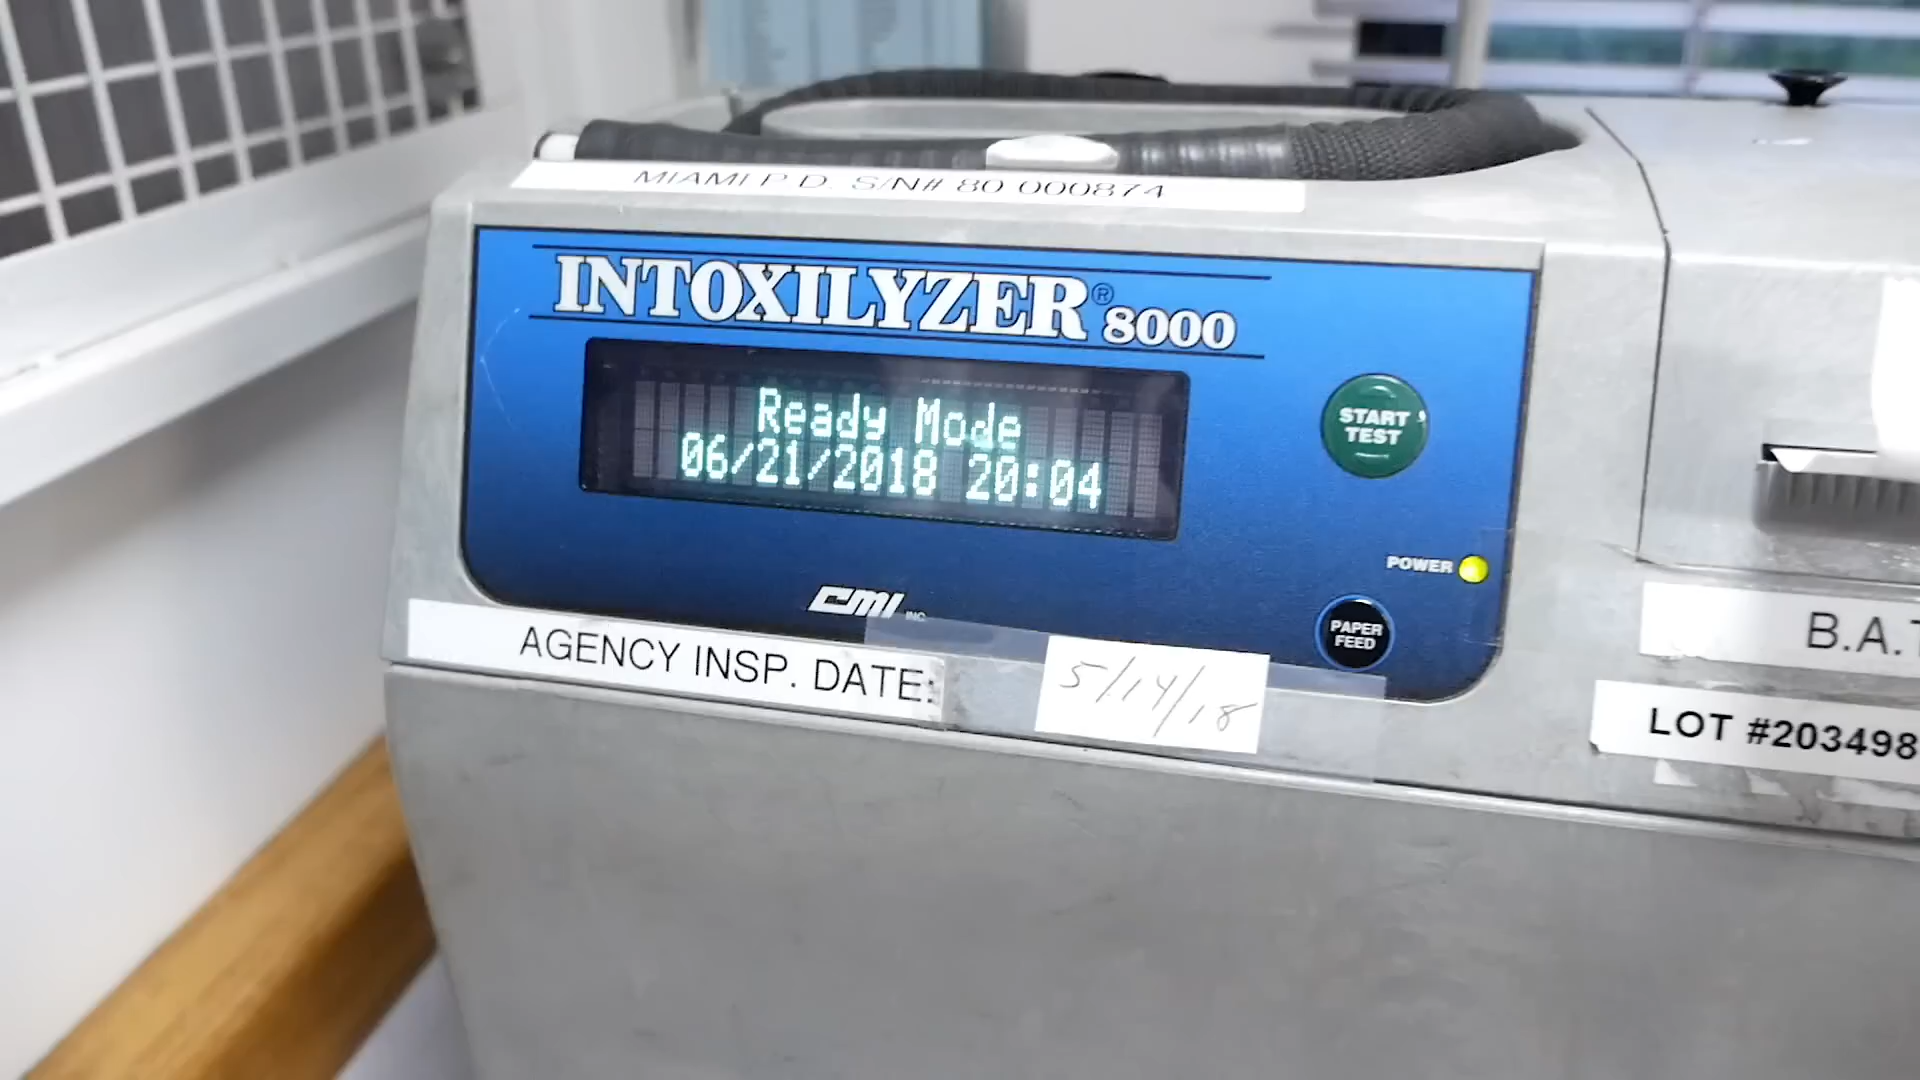 MIAMI P.D. S/N# 80 000874
INTOXILYZER® 8000
Ready Mode
06/21/2018 20:04
START
TEST
POWER
PAPER
FEED
CMI INC
AGENCY INSP. DATE:
5/14/18
B.A.T
LOT #203498